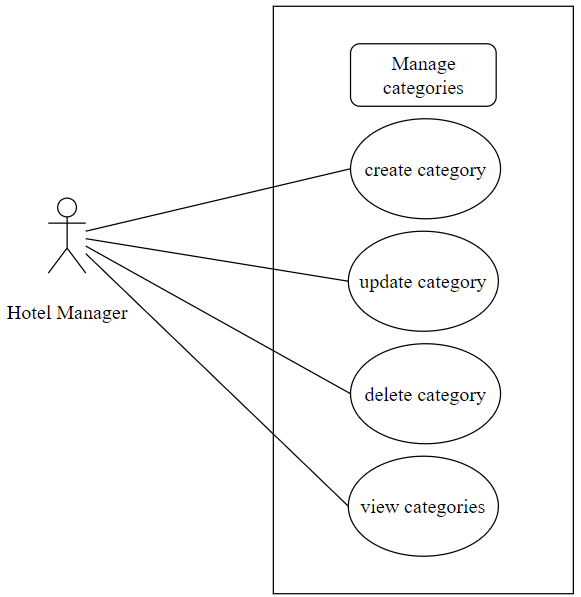 Manage
categories
create category
update category
Hotel Manager
delete category
view categories